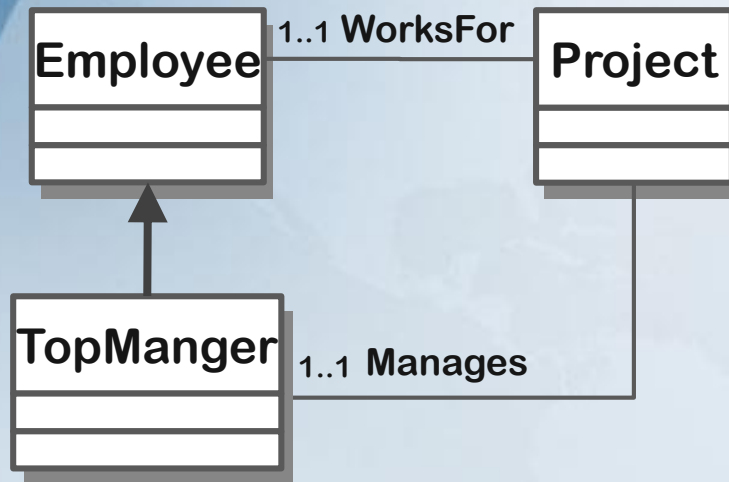 1..1 WorksFor
Employee
Project
TopManger
1..1 Manages